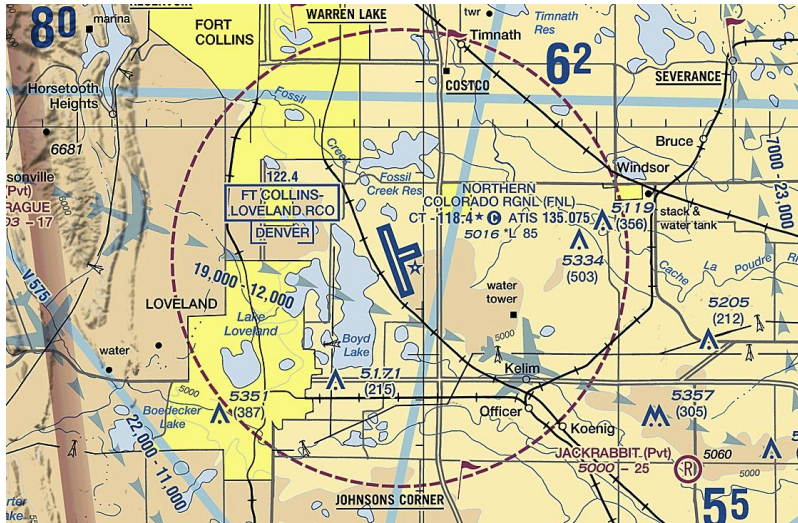 RESERVOIR
WARREN LAKE
twr
Timnath
Res
80
marina
FORT
COLLINS
Timnath
62
Horsetooth
Heights
COSTCO
SEVERANCE
Fossil
6681
Creek
Bruce
7000 - 23,000
122.4
Fossil
Creek Res
Windsor
FT COLLINS-
LOVELAND RCO
DENVER
NORTHERN
COLORADO RGNL (FNL)
CT - 118.4 ★ C ATIS 135.075
5016 *L 85
5119
(356)
stack &
water tank
(Pvt)
- 17
5334
(503)
Cache La Poudre
V 575
19,000 - 12,000
LOVELAND
water
tower
5205
(212)
Lake
Loveland
Boyd
Lake
5000
water
Kelim
5171
(215)
5000
5351
(387)
Boedecker
Lake
Officer
Koenig
5357
(305)
22,000 - 11,000
JACKRABBIT (Pvt)
5000 - 25
R
5060
5000
JOHNSONS CORNER
55